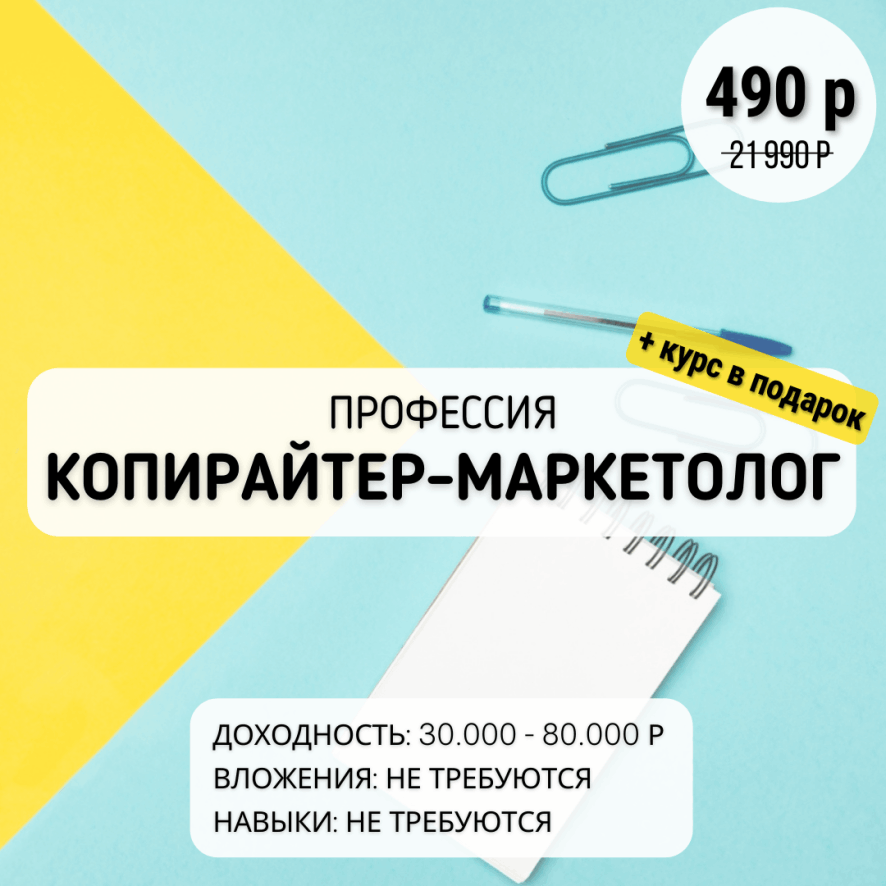 490 р
21 990 Р
+ курс в подарок
ПРОФЕССИЯ
КОПИРАЙТЕР-МАРКЕТОЛОГ
ДОХОДНОСТЬ: 30.000 - 80.000 Р
ВЛОЖЕНИЯ: НЕ ТРЕБУЮТСЯ
НАВЫКИ: НЕ ТРЕБУЮТСЯ